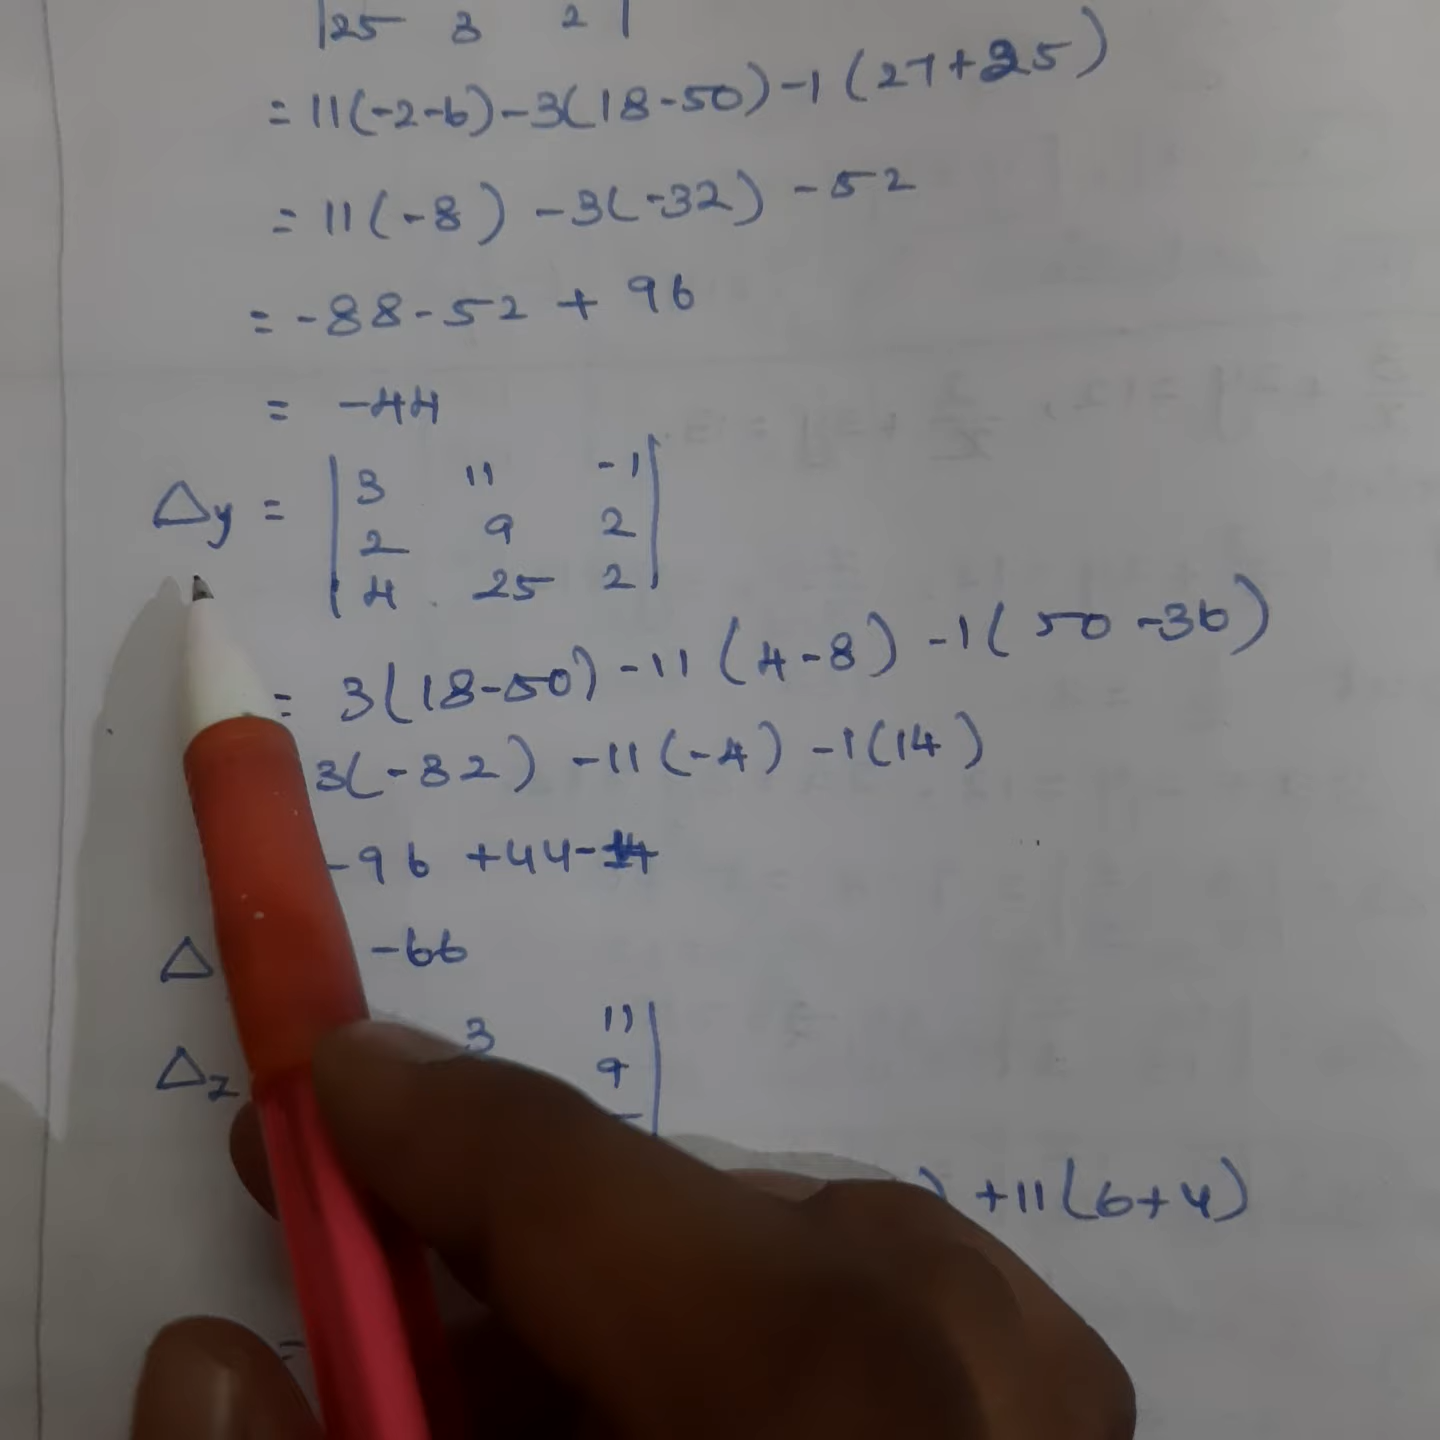 |25 3 2|
= 11(-2-6)-3(18-50)-1(27+25)
= 11(-8) -3(-32) -52
= -88-52 + 96
= -44
Δy = | 3 11 -1 |
| 2 9 2 |
| 4 25 2 |
= 3(18-50) -11 (4-8) -1( 50 -36)
3(-32) -11(-4) -1(14)
-96 +44-14
Δ -66
3 11 |
Δz 9 |
) +11(6+4)
=